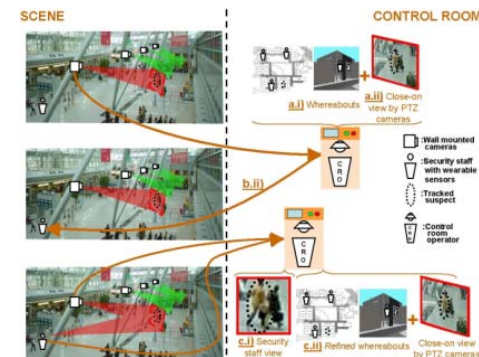 SCENE
CONTROL ROOM
a.i) Whereabouts
a.ii) Close-on
view by PTZ
cameras
:Wall mounted
cameras
:Security staff
with wearable
sensors
:Tracked
suspect
:Control
room
operator
C
R
O
b.ii)
C
R
O
c.i) Security
staff view
c.ii) Refined whereabouts
Close-on view
by PTZ cameras